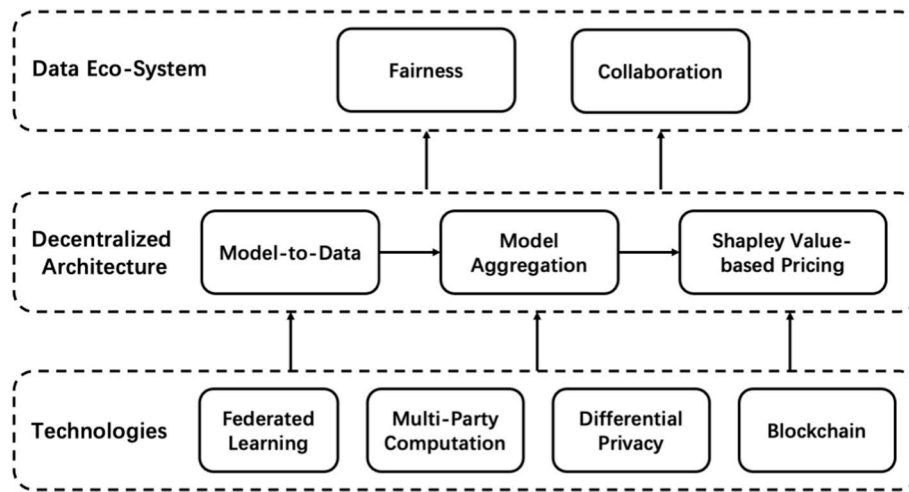 Data Eco-System
Fairness
Collaboration
Decentralized
Architecture
Model-to-Data
Model
Aggregation
Shapley Value-
based Pricing
Technologies
Federated
Learning
Multi-Party
Computation
Differential
Privacy
Blockchain